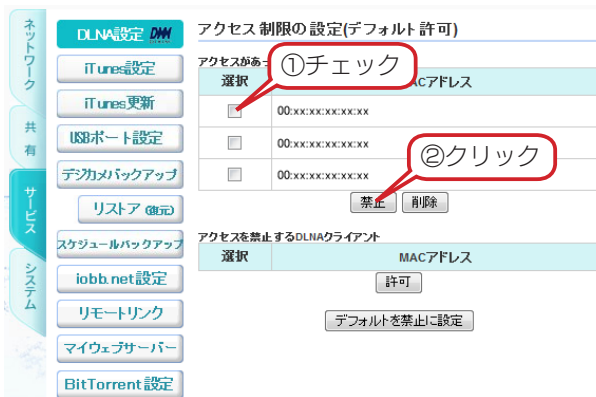 ネットワーク
共有
サービス
システム
DLNA設定
iTunes設定
iTunes更新
USBポート設定
デジカメバックアップ
リストア(復元)
スケジュールバックアップ
iobb.net設定
リモートリンク
マイウェブサーバー
BitTorrent設定
アクセス制限の設定(デフォルト許可)
アクセスがあっ
①チェック
選択
ACアドレス
00:xx:xx:xx:xx:xx
00:xx:xx:xx:xx:xx
②クリック
00:xx:xx:xx:xx:xx
禁止 削除
アクセスを禁止するDLNAクライアント
選択 MACアドレス
許可
デフォルトを禁止に設定